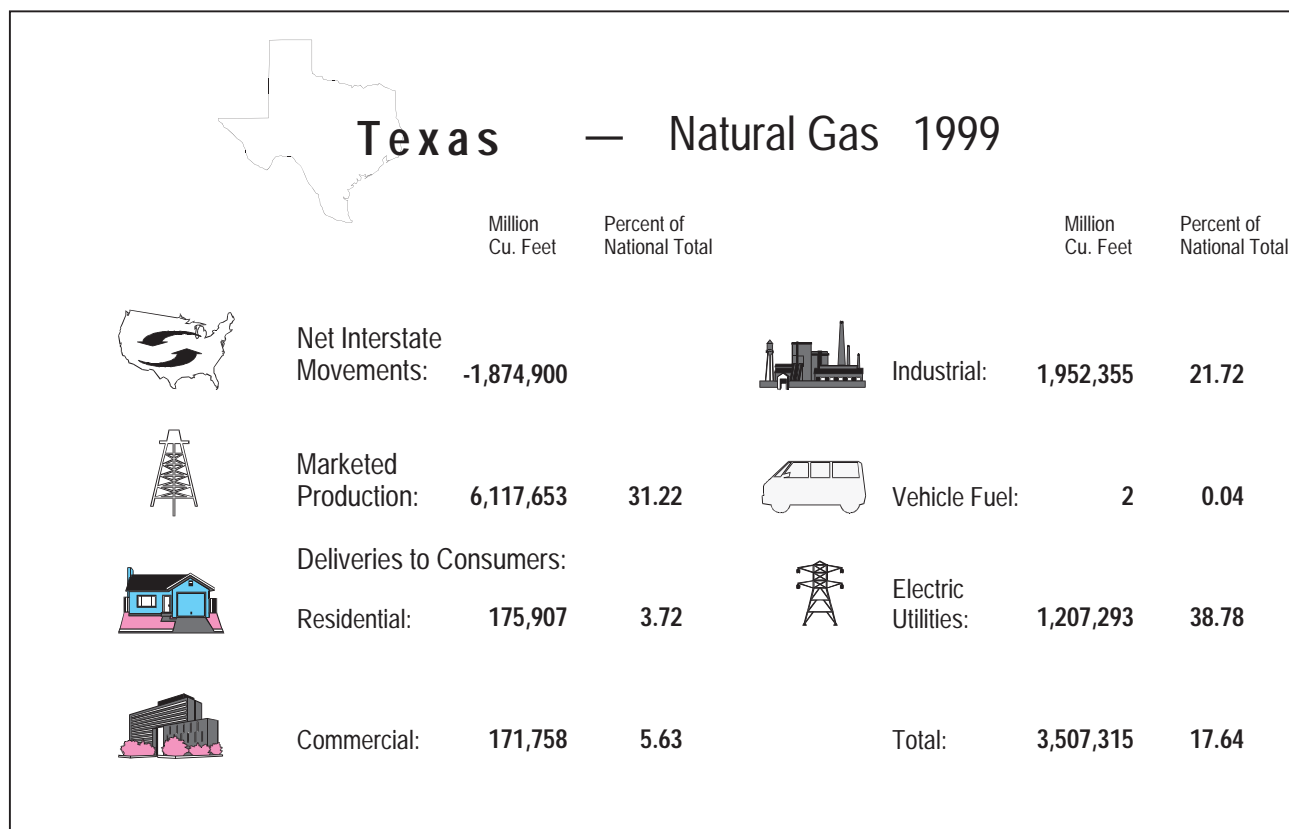 Texas — Natural Gas 1999
Million
Cu. Feet
Percent of
National Total
Million
Cu. Feet
Percent of
National Total
Net Interstate
Movements: -1,874,900
Marketed
Production: 6,117,653 31.22
Deliveries to Consumers:
Residential: 175,907 3.72
Commercial: 171,758 5.63
Industrial: 1,952,355 21.72
Vehicle Fuel: 2 0.04
Electric
Utilities: 1,207,293 38.78
Total: 3,507,315 17.64